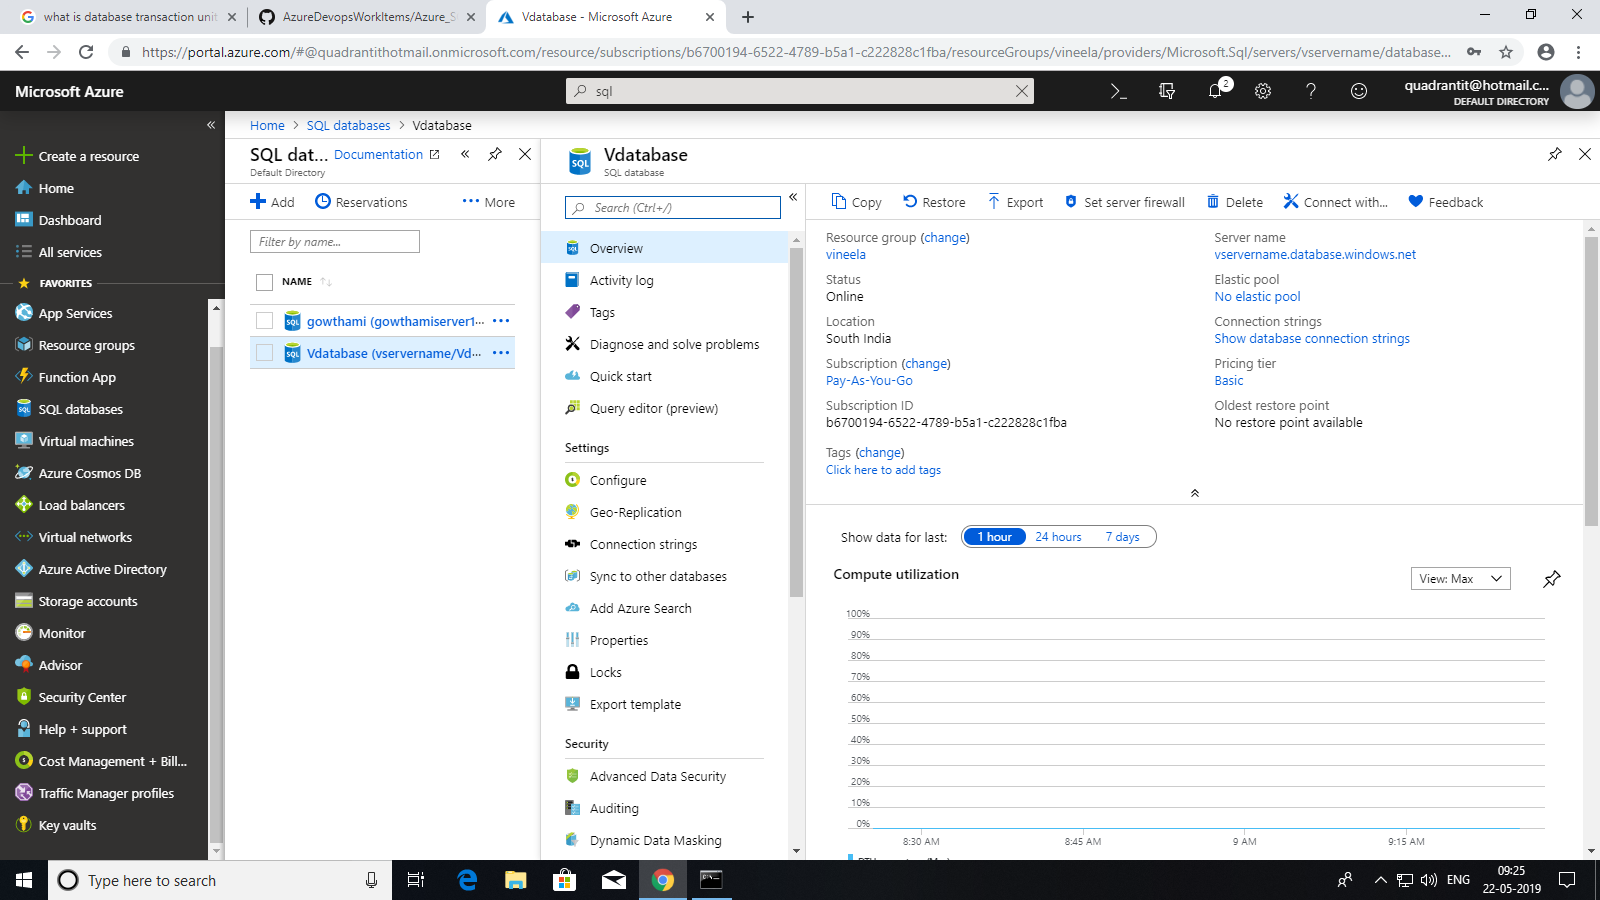 what is database transaction unit
AzureDevopsWorkItems/Azure_S
Vdatabase - Microsoft Azure
https://portal.azure.com/#@quadrantithotmail.onmicrosoft.com/resource/subscriptions/b6700194-6522-4789-b5a1-c222828c1fba/resourceGroups/vineela/providers/Microsoft.Sql/servers/vservername/database...
Microsoft Azure
sql
2
quadrantit@hotmail.c...
DEFAULT DIRECTORY
Create a resource
Home
Dashboard
All services
FAVORITES
App Services
Resource groups
Function App
SQL databases
Virtual machines
Azure Cosmos DB
Load balancers
Virtual networks
Azure Active Directory
Storage accounts
Monitor
Advisor
Security Center
Help + support
Cost Management + Bill...
Traffic Manager profiles
Key vaults
Home > SQL databases > Vdatabase
SQL dat... Documentation
Default Directory
Add Reservations More
Filter by name...
NAME
SQL gowthami (gowthamiserver1...
SQL Vdatabase (vservername/Vd...
SQL
Vdatabase
SQL database
Search (Ctrl+/)
Overview
Activity log
Tags
Diagnose and solve problems
Quick start
Query editor (preview)
Settings
Configure
Geo-Replication
Connection strings
Sync to other databases
Add Azure Search
Properties
Locks
Export template
Security
Advanced Data Security
Auditing
Dynamic Data Masking
Copy Restore Export Set server firewall Delete Connect with... Feedback
Resource group (change)
vineela
Status
Online
Location
South India
Subscription (change)
Pay-As-You-Go
Subscription ID
b6700194-6522-4789-b5a1-c222828c1fba
Tags (change)
Click here to add tags
Server name
vservername.database.windows.net
Elastic pool
No elastic pool
Connection strings
Show database connection strings
Pricing tier
Basic
Oldest restore point
No restore point available
Show data for last: 1 hour 24 hours 7 days
Compute utilization
View: Max
100%
90%
80%
70%
60%
50%
40%
30%
20%
10%
0%
8:30 AM 8:45 AM 9 AM 9:15 AM
Type here to search
ENG
09:25
22-05-2019